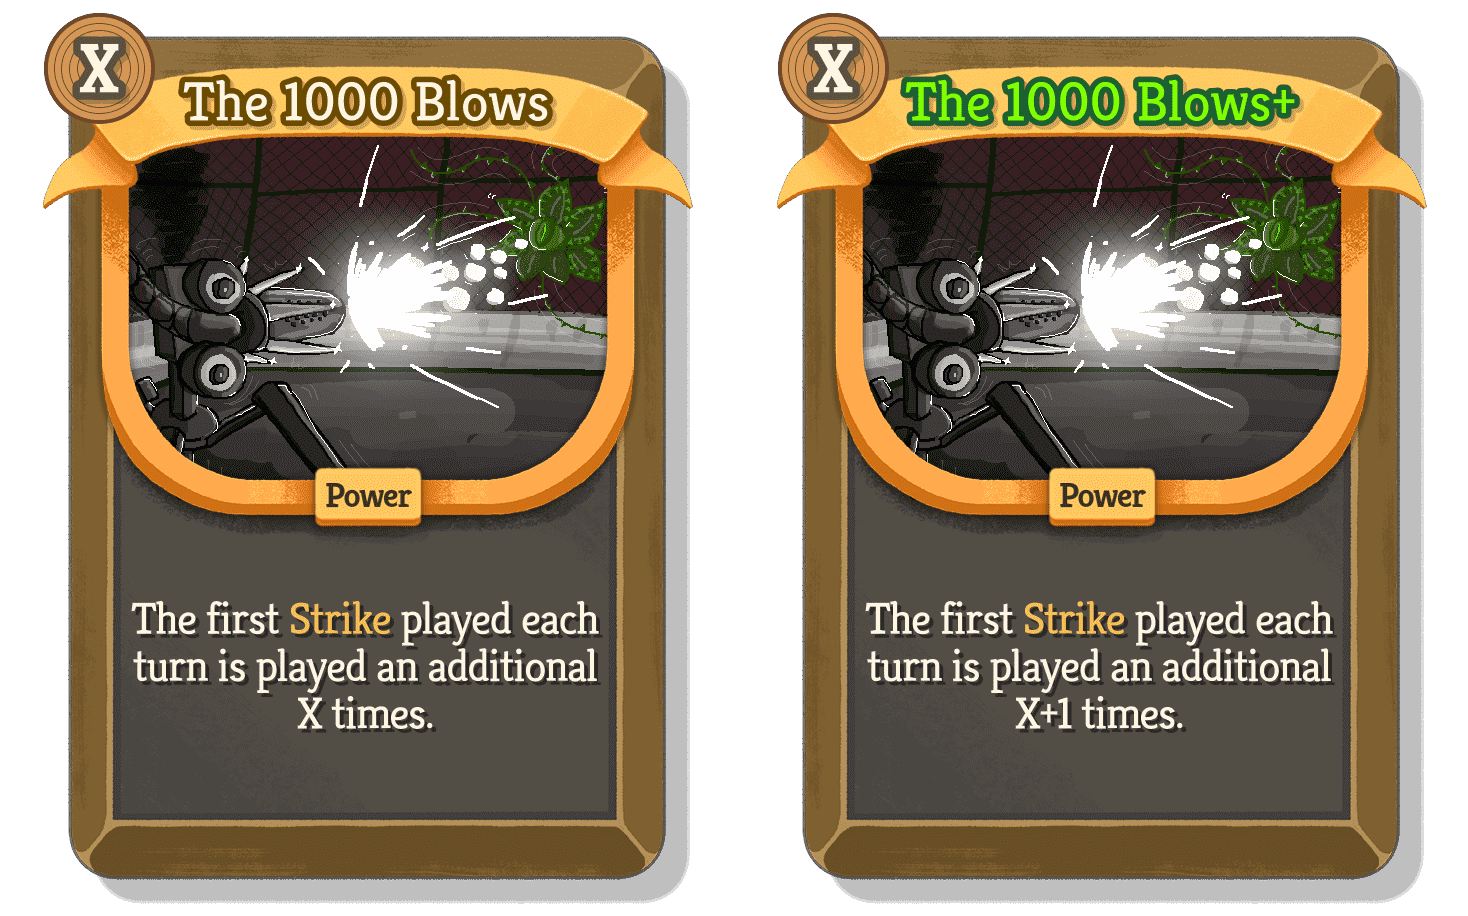 X
The 1000 Blows
Power
The first Strike played each
turn is played an additional
X times.
X
The 1000 Blows+
Power
The first Strike played each
turn is played an additional
X+1 times.